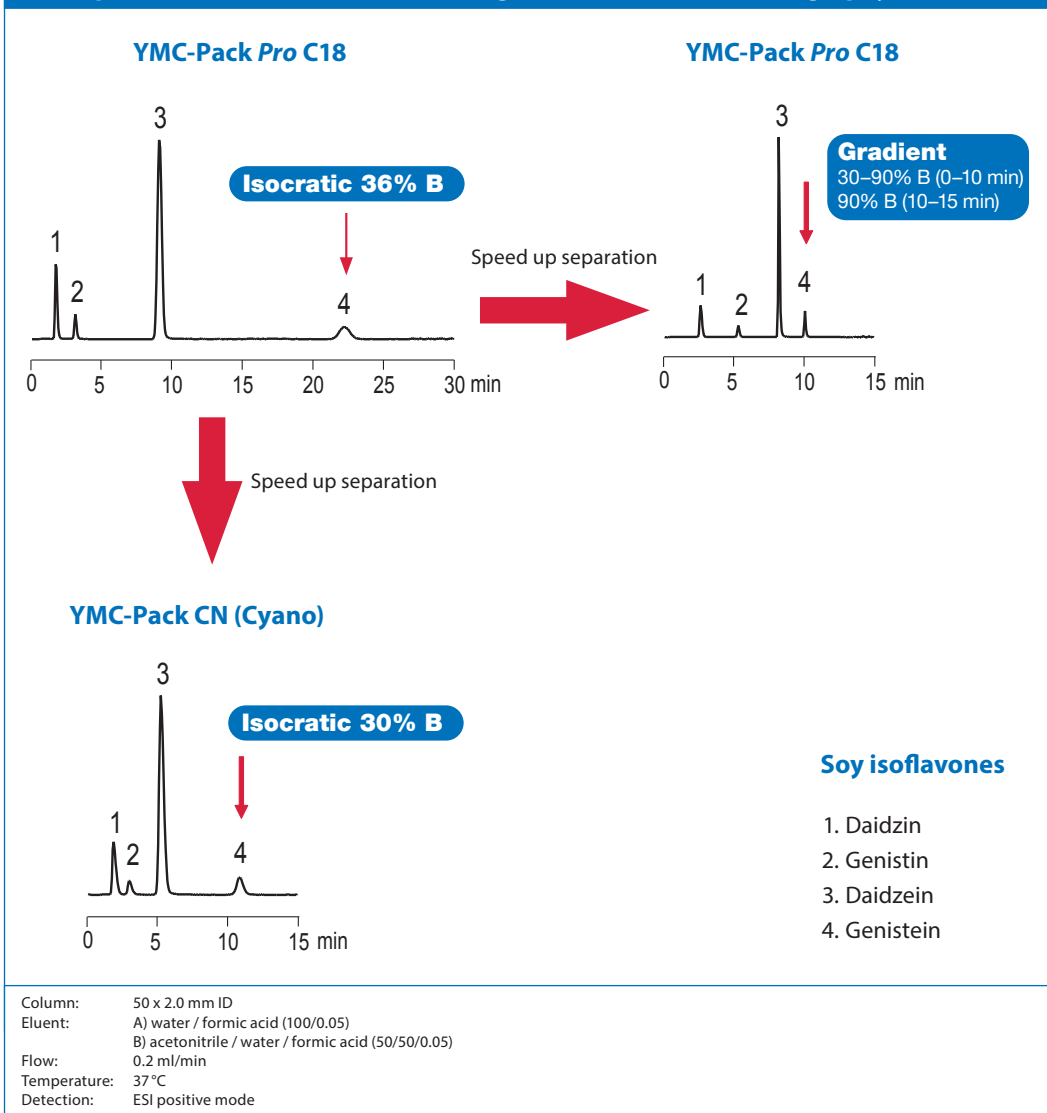 YMC-Pack Pro C18
YMC-Pack Pro C18
3
Isocratic 36% B
1
2
4
0 5 10 15 20 25 30 min
Speed up separation
3
Gradient
30–90% B (0–10 min)
90% B (10–15 min)
1
2
4
0 5 10 15 min
Speed up separation
YMC-Pack CN (Cyano)
3
Isocratic 30% B
1
2
4
0 5 10 15 min
Soy isoflavones
1. Daidzin
2. Genistin
3. Daidzein
4. Genistein
Column: 50 x 2.0 mm ID
Eluent: A) water / formic acid (100/0.05)
B) acetonitrile / water / formic acid (50/50/0.05)
Flow: 0.2 ml/min
Temperature: 37 °C
Detection: ESI positive mode